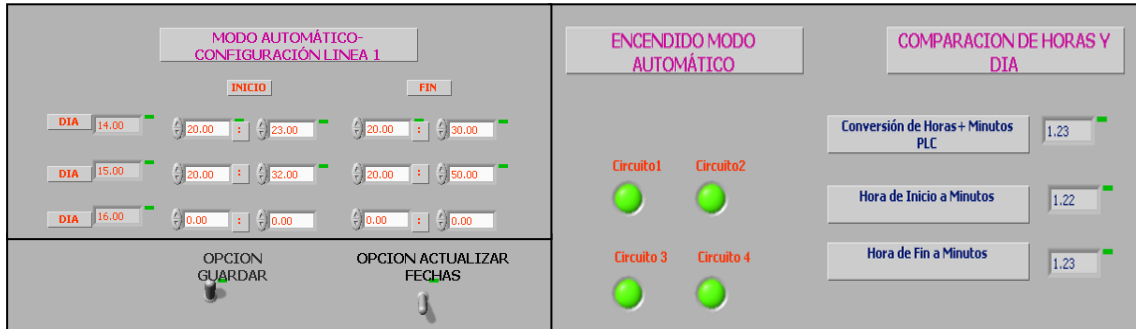 MODO AUTOMÁTICO-
CONFIGURACIÓN LINEA 1
INICIO FIN
DIA 14.00 20.00 : 23.00 20.00 : 30.00
DIA 15.00 20.00 : 32.00 20.00 : 50.00
DIA 16.00 0.00 : 0.00 0.00 : 0.00
OPCION
GUARDAR
OPCION ACTUALIZAR
FECHAS
ENCENDIDO MODO
AUTOMÁTICO
Circuito1 Circuito2
Circuito 3 Circuito 4
COMPARACION DE HORAS Y
DIA
Conversión de Horas+ Minutos
PLC
1.23
Hora de Inicio a Minutos 1.22
Hora de Fin a Minutos 1.23